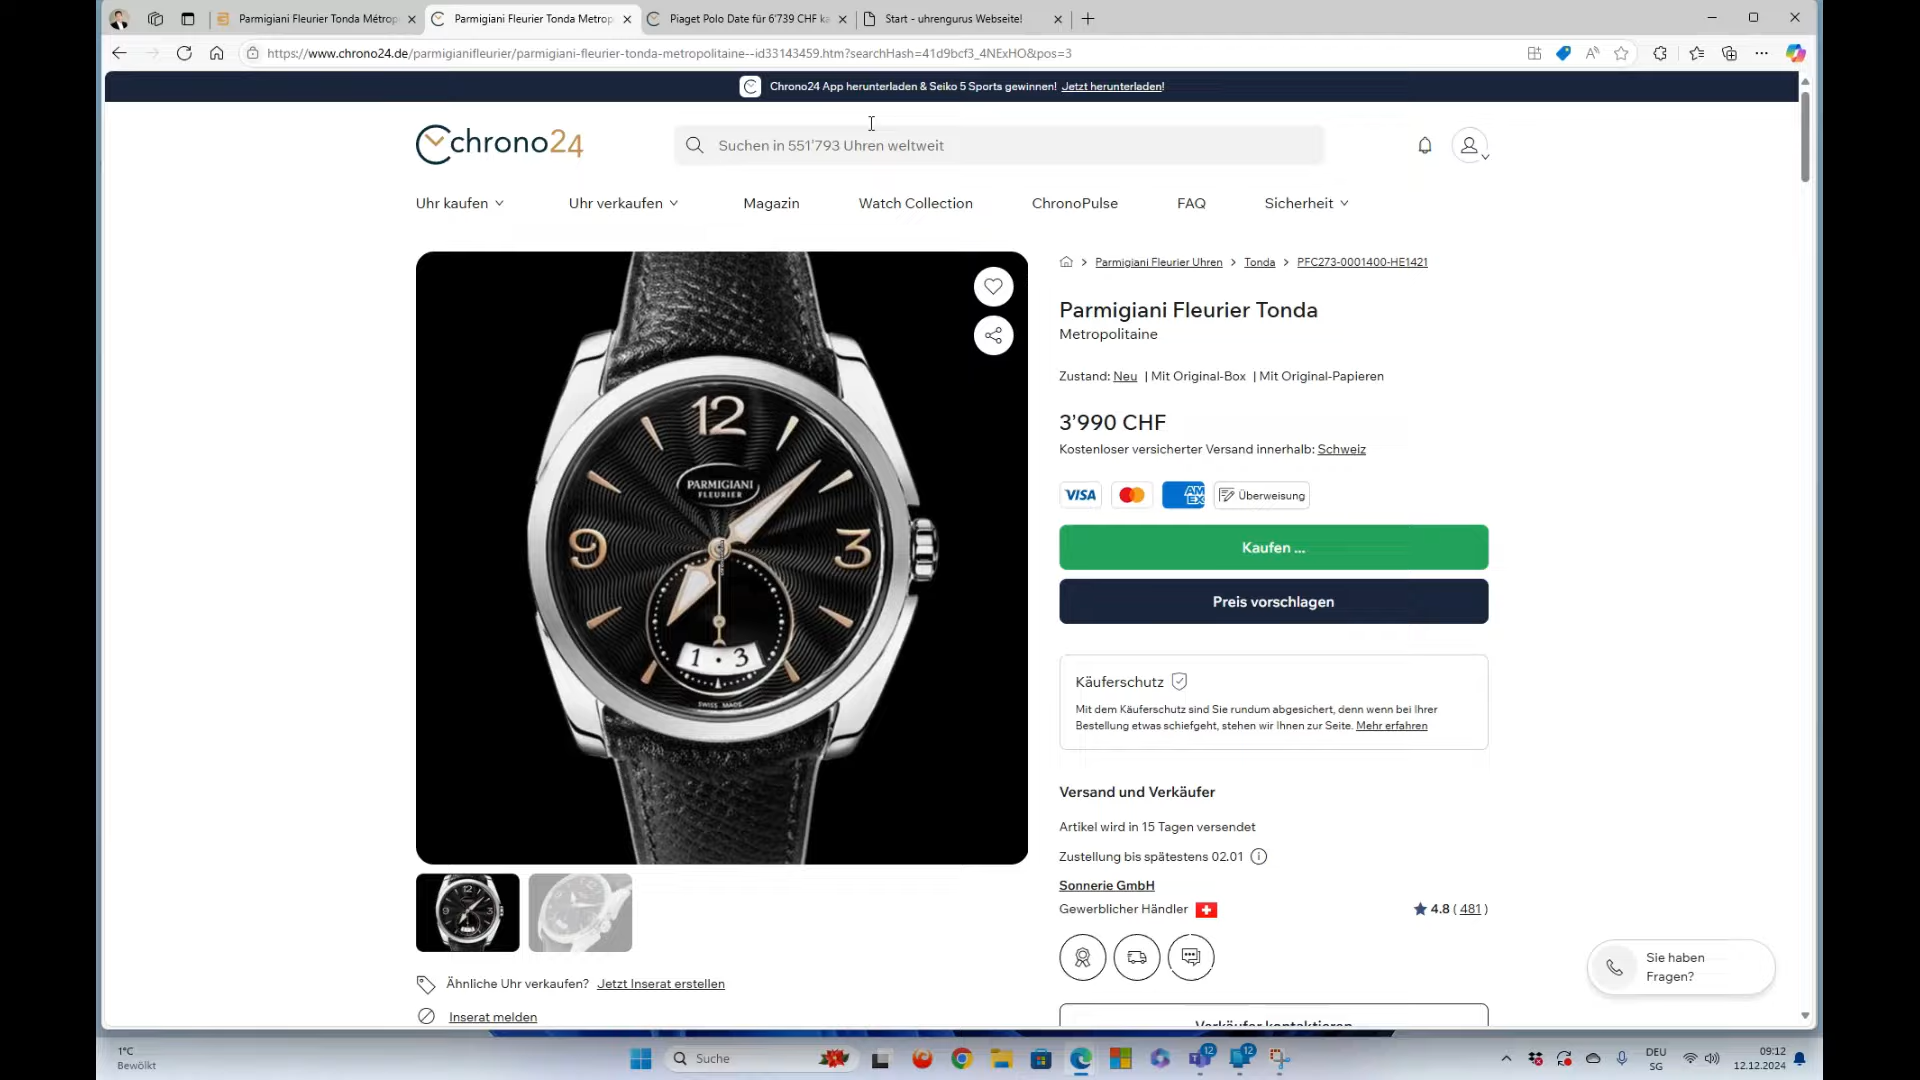 Parmigiani Fleurier Tonda Métrop
Parmigiani Fleurier Tonda Metrop
Piaget Polo Date für 6'739 CHF ka
Start - uhrengurus Webseite!
https://www.chrono24.de/parmigianifleurier/parmigiani-fleurier-tonda-metropolitaine--id33143459.htm?searchHash=41d9bcf3_4NExHO&pos=3
Chrono24 App herunterladen & Seiko 5 Sports gewinnen! Jetzt herunterladen!
chrono24
Suchen in 551'793 Uhren weltweit
Uhr kaufen
Uhr verkaufen
Magazin
Watch Collection
ChronoPulse
FAQ
Sicherheit
12
PARMIGIANI
FLEURIER
9
3
1 · 3
SWISS MADE
Parmigiani Fleurier Uhren > Tonda > PFC273-0001400-HE1421
Parmigiani Fleurier Tonda
Metropolitaine
Zustand: Neu | Mit Original-Box | Mit Original-Papieren
3’990 CHF
Kostenloser versicherter Versand innerhalb: Schweiz
VISA
AM
EX
Überweisung
Kaufen ...
Preis vorschlagen
Käuferschutz
Mit dem Käuferschutz sind Sie rundum abgesichert, denn wenn bei Ihrer
Bestellung etwas schiefgeht, stehen wir Ihnen zur Seite. Mehr erfahren
Versand und Verkäufer
Artikel wird in 15 Tagen versendet
Zustellung bis spätestens 02.01
Sonnerie GmbH
Gewerblicher Händler
4.8 ( 481 )
Verkäufer kontaktieren
Ähnliche Uhr verkaufen? Jetzt Inserat erstellen
Inserat melden
Sie haben
Fragen?
1°C
Bewölkt
Suche
12
12
DEU
SG
09:12
12.12.2024